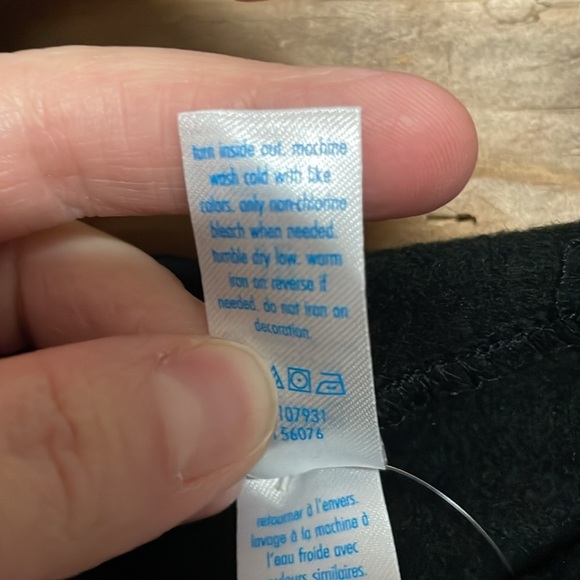 turn inside out. machine
wash cold with like
colors. only non-chlorine
bleach when needed.
tumble dry low. warm
iron on reverse if
needed. do not iron on
decoration.
107931
56076
retourner à l'envers.
lavage à la machine à
l'eau froide avec
similaires.